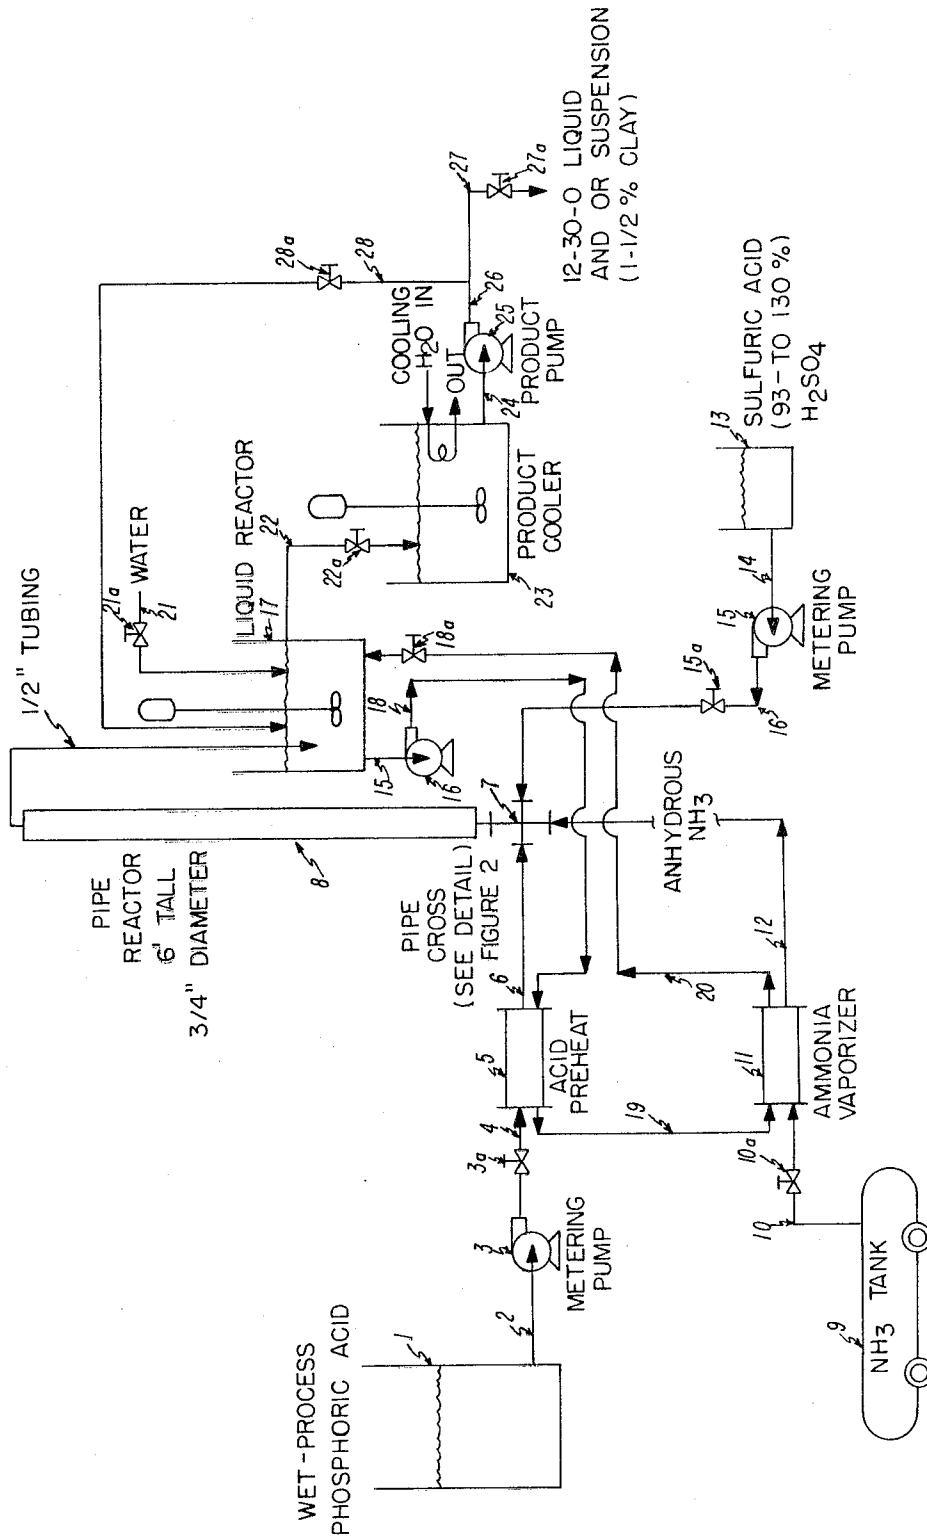 WET-PROCESS
PHOSPHORIC ACID
1
2
3
METERING
PUMP
3a
4
5
ACID
PREHEAT
6
PIPE
CROSS
(SEE DETAIL)
FIGURE 2
7
PIPE
REACTOR
6' TALL
3/4" DIAMETER
8
1/2" TUBING
9
NH3 TANK
10
10a
11
AMMONIA
VAPORIZER
12
ANHYDROUS
NH3
19
20
SULFURIC ACID
(93-TO 130%)
H2SO4
13
14
15
METERING
PUMP
15a
16
LIQUID REACTOR
17
15
16
18
18a
21a
WATER
21
22
22a
PRODUCT
COOLER
23
COOLING
H2O IN
OUT
24
25
PRODUCT
PUMP
26
27
27a
28
28a
12-30-0 LIQUID
AND OR SUSPENSION
(1-1/2% CLAY)